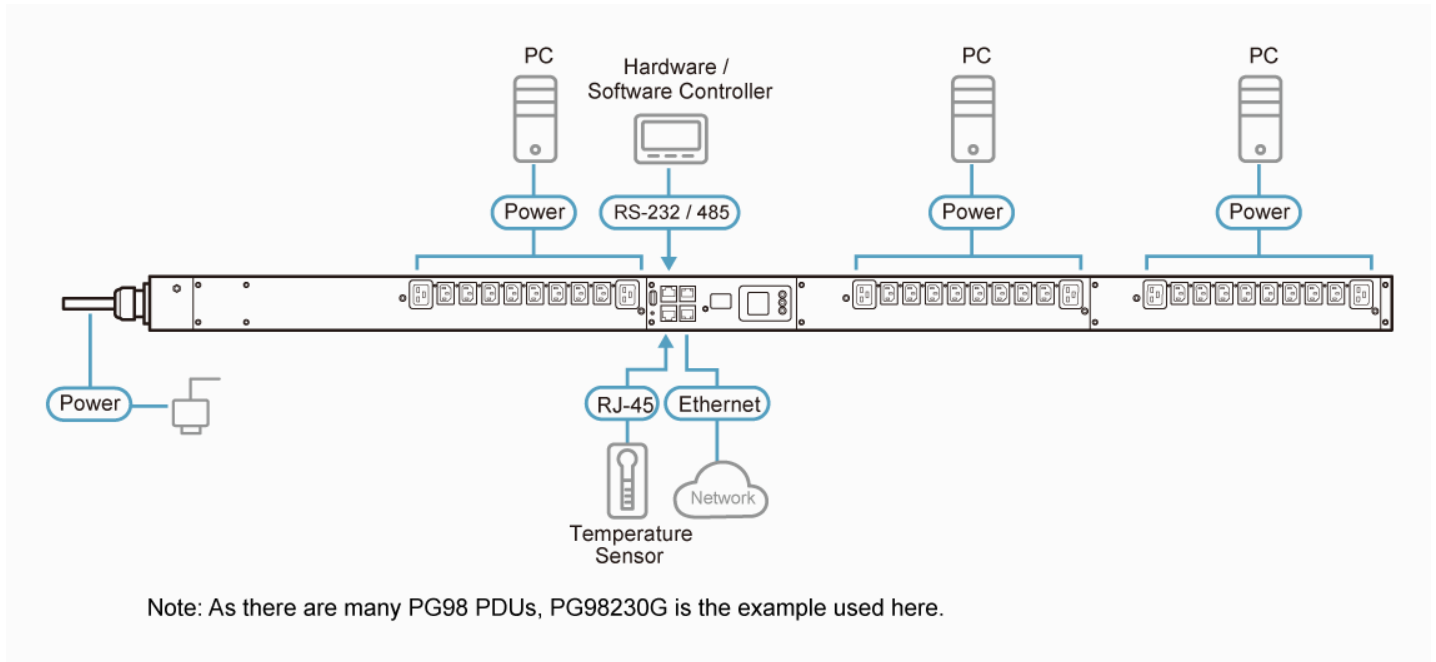 PC
Hardware /
Software Controller
PC
PC
Power
RS-232 / 485
Power
Power
Power
RJ-45
Ethernet
Network
Temperature
Sensor
Note: As there are many PG98 PDUs, PG98230G is the example used here.